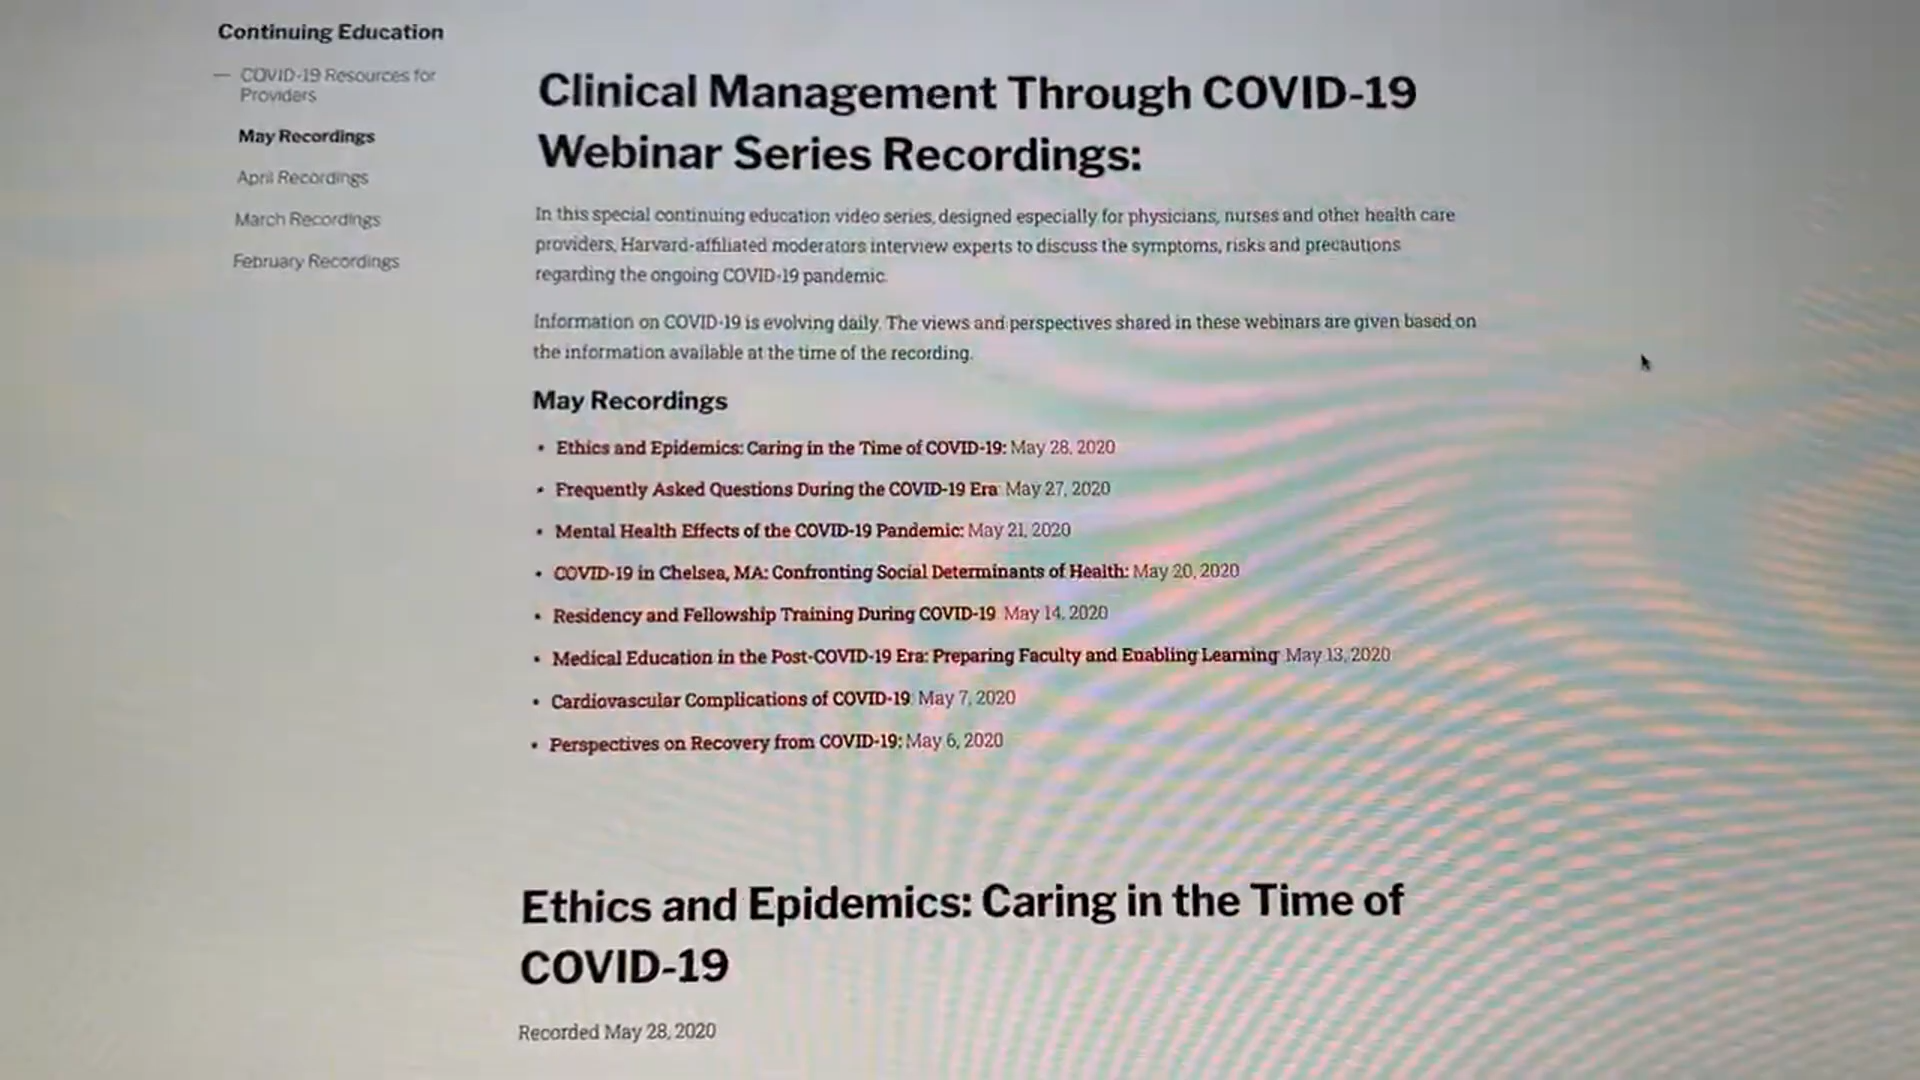 Continuing Education
— COVID-19 Resources for
Providers
May Recordings
April Recordings
March Recordings
February Recordings
Clinical Management Through COVID-19
Webinar Series Recordings:
In this special continuing education video series, designed especially for physicians, nurses and other health care
providers, Harvard-affiliated moderators interview experts to discuss the symptoms, risks and precautions
regarding the ongoing COVID-19 pandemic.
Information on COVID-19 is evolving daily. The views and perspectives shared in these webinars are given based on
the information available at the time of the recording.
May Recordings
• Ethics and Epidemics: Caring in the Time of COVID-19: May 28, 2020
• Frequently Asked Questions During the COVID-19 Era: May 27, 2020
• Mental Health Effects of the COVID-19 Pandemic: May 21, 2020
• COVID-19 in Chelsea, MA: Confronting Social Determinants of Health: May 20, 2020
• Residency and Fellowship Training During COVID-19: May 14, 2020
• Medical Education in the Post-COVID-19 Era: Preparing Faculty and Enabling Learning: May 13, 2020
• Cardiovascular Complications of COVID-19: May 7, 2020
• Perspectives on Recovery from COVID-19: May 6, 2020
Ethics and Epidemics: Caring in the Time of
COVID-19
Recorded May 28, 2020